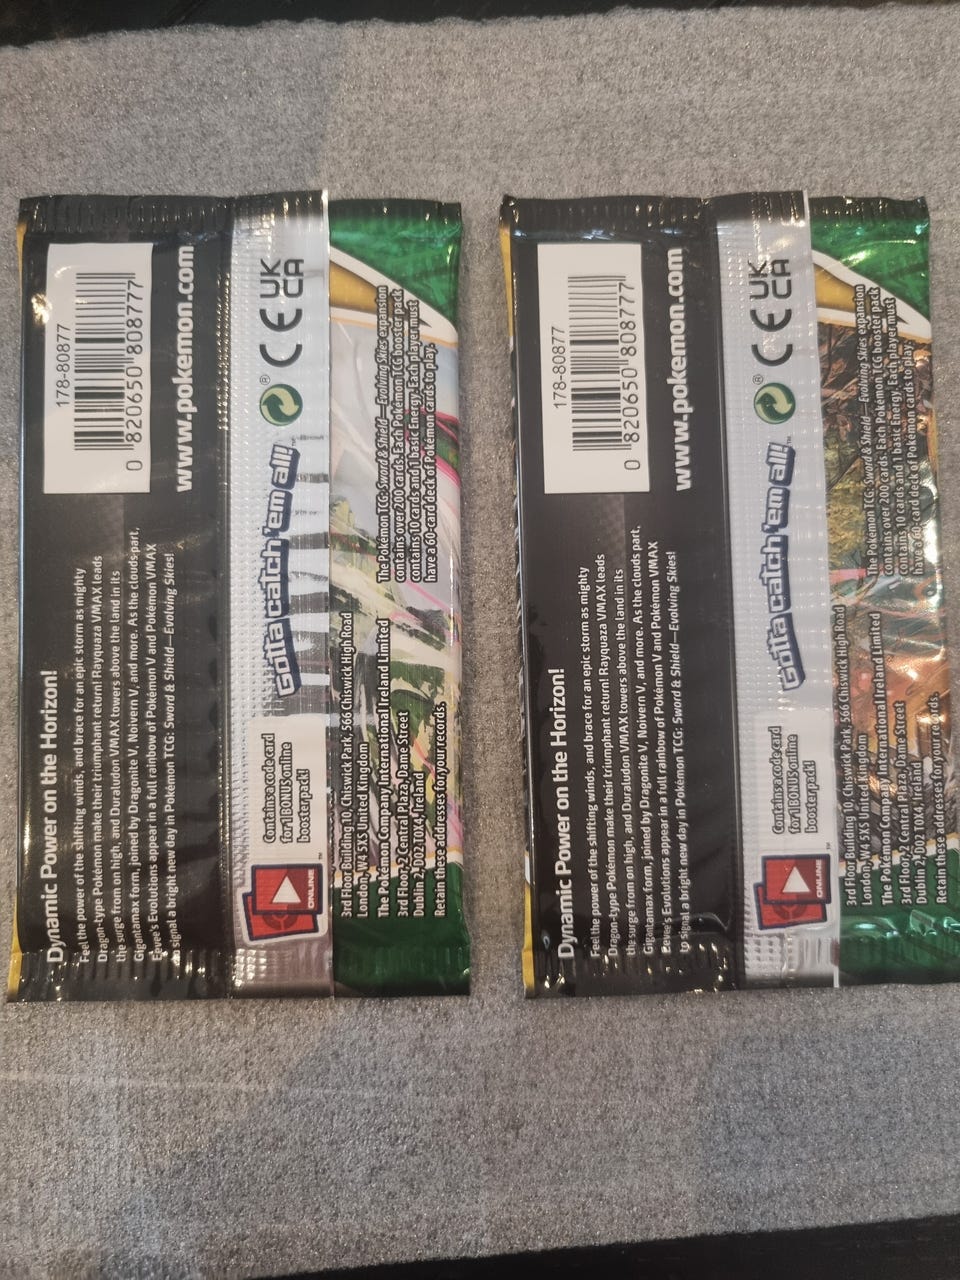 Dynamic Power on the Horizon!
Feel the power of the shifting winds, and brace for an epic storm as mighty
Dragon-type Pokémon make their triumphant return! Rayquaza VMAX leads
the surge from on high, and Duraludon VMAX towers above the land in its
Gigantamax form, joined by Dragonite V, Noivern V, and more. As the clouds part,
Eevee's Evolutions appear in a full rainbow of Pokémon V and Pokémon VMAX
to signal a bright new day in Pokémon TCG: Sword & Shield—Evolving Skies!
178-80877
0 820650 808777
www.pokemon.com
ONLINE™
Contains a code card
for 1 BONUS online
booster pack!
Gotta catch 'em all!™
®
CE
UK
CA
3rd Floor Building 10, Chiswick Park, 566 Chiswick High Road
London, W4 5XS United Kingdom
The Pokémon Company International Ireland Limited
3rd Floor, 2 Central Plaza, Dame Street
Dublin 2, D02 T0X4, Ireland
Retain these addresses for your records.
The Pokémon TCG: Sword & Shield—Evolving Skies expansion
contains over 200 cards. Each Pokémon TCG booster pack
contains 10 cards and 1 basic Energy. Each player must
have a 60-card deck of Pokémon cards to play.
Dynamic Power on the Horizon!
Feel the power of the shifting winds, and brace for an epic storm as mighty
Dragon-type Pokémon make their triumphant return! Rayquaza VMAX leads
the surge from on high, and Duraludon VMAX towers above the land in its
Gigantamax form, joined by Dragonite V, Noivern V, and more. As the clouds part,
Eevee's Evolutions appear in a full rainbow of Pokémon V and Pokémon VMAX
to signal a bright new day in Pokémon TCG: Sword & Shield—Evolving Skies!
178-80877
0 820650 808777
www.pokemon.com
ONLINE™
Contains a code card
for 1 BONUS online
booster pack!
Gotta catch 'em all!™
®
CE
UK
CA
3rd Floor Building 10, Chiswick Park, 566 Chiswick High Road
London, W4 5XS United Kingdom
The Pokémon Company International Ireland Limited
3rd Floor, 2 Central Plaza, Dame Street
Dublin 2, D02 T0X4, Ireland
Retain these addresses for your records.
The Pokémon TCG: Sword & Shield—Evolving Skies expansion
contains over 200 cards. Each Pokémon TCG booster pack
contains 10 cards and 1 basic Energy. Each player must
have a 60-card deck of Pokémon cards to play.